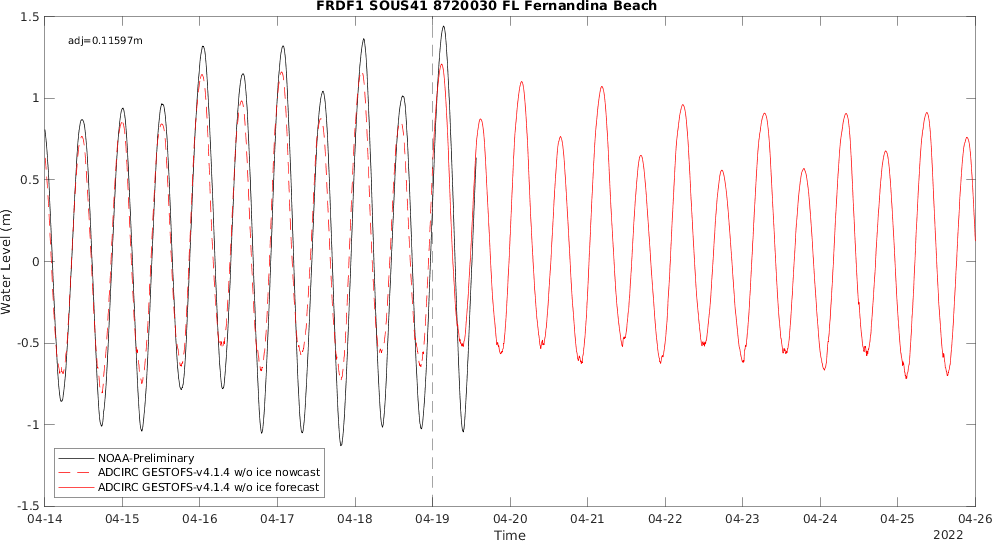 FRDF1 SOUS41 8720030 FL Fernandina Beach
adj=0.11597m
1.5
1
0.5
0
-0.5
-1
-1.5
Water Level (m)
NOAA-Preliminary
ADCIRC GESTOFS-v4.1.4 w/o ice nowcast
ADCIRC GESTOFS-v4.1.4 w/o ice forecast
04-14 04-15 04-16 04-17 04-18 04-19 04-20 04-21 04-22 04-23 04-24 04-25 04-26
Time
2022